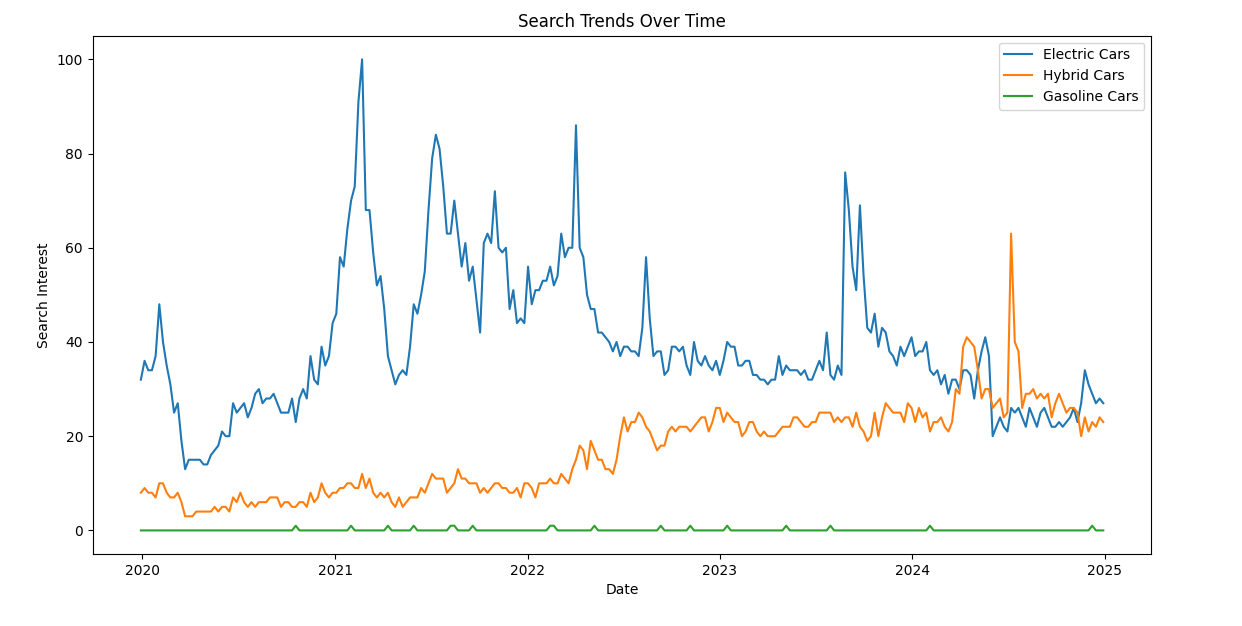 Search Trends Over Time
Electric Cars
Hybrid Cars
Gasoline Cars
100
80
60
40
20
0
Search Interest
2020 2021 2022 2023 2024 2025
Date